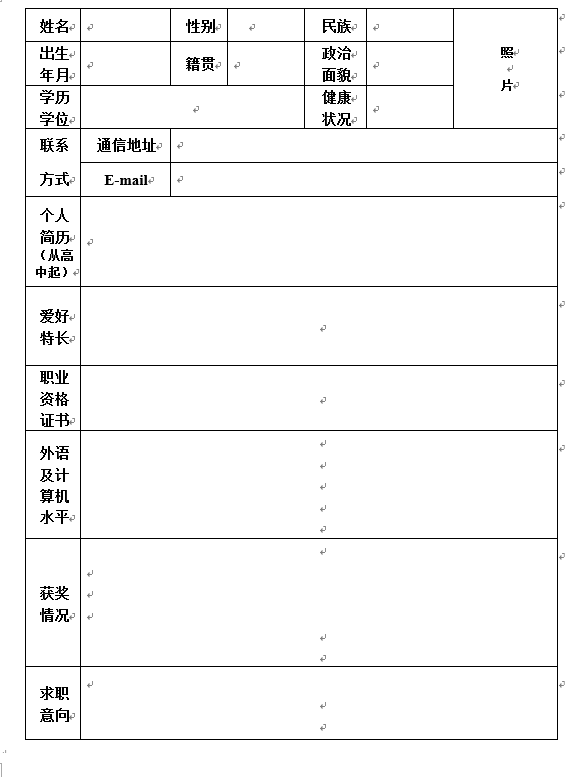 姓名 性别 民族
照
片
出生
年月
籍贯
政治
面貌
学历
学位
健康
状况
联系
方式
通信地址
E-mail
个人
简历
（从高
中起）
爱好
特长
职业
资格
证书
外语
及计
算机
水平
获奖
情况
求职
意向